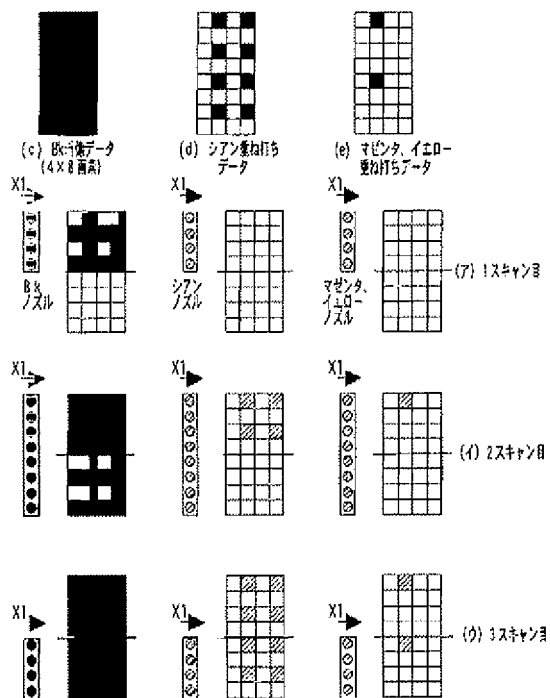 (c) Bk画像データ
(4×8画素)
(d) シアン重ね打ち
データ
(e) マゼンタ、イエロー
重ね打ちデータ
X1
X1
X1
Bk
ノズル
シアン
ノズル
マゼンタ、
イエロー
ノズル
(ア) 1スキャン目
X1
X1
X1
(イ) 2スキャン目
X1
X1
X1
(ウ) 3スキャン目